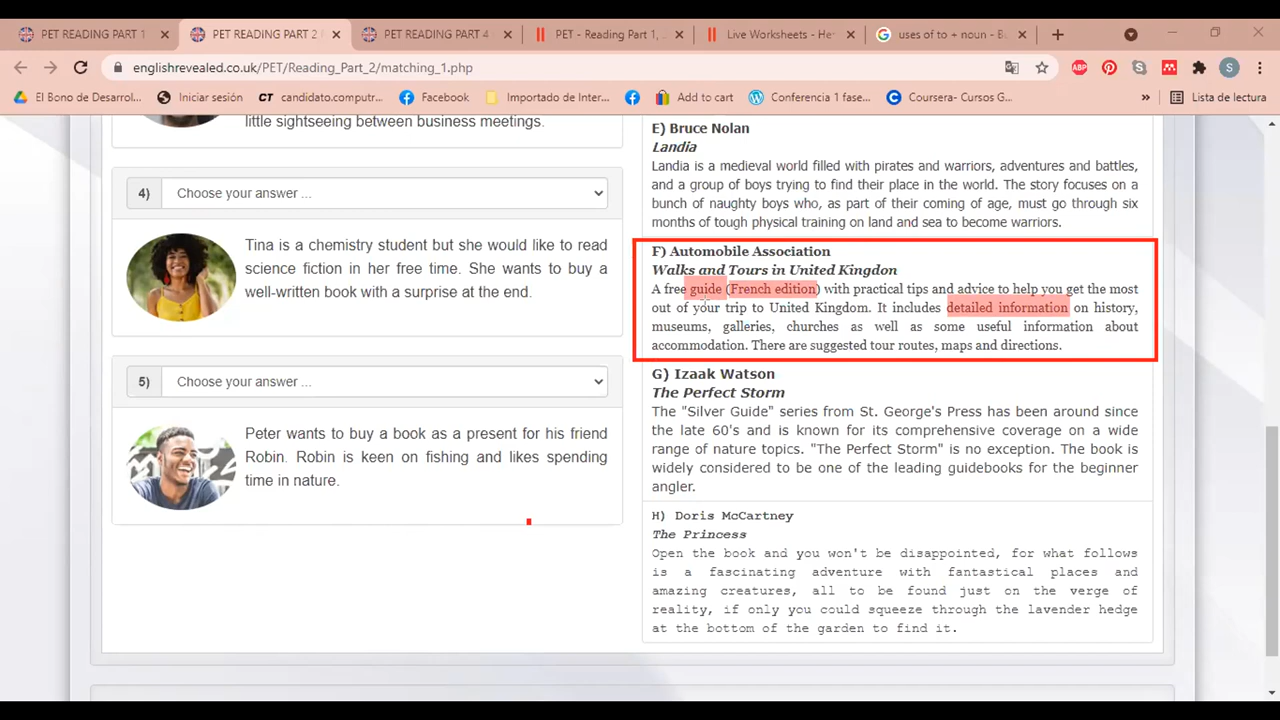 PET READING PART 1
PET READING PART 2
PET READING PART 4
PET - Reading Part 1,
Live Worksheets - He
uses of to + noun - B
englishrevealed.co.uk/PET/Reading_Part_2/matching_1.php
ABP
S
El Bono de Desarrol...
Iniciar sesión
CT candidato.computr...
Facebook
Importado de Inter...
Add to cart
Conferencia 1 fase...
Coursera- Cursos G...
»
Lista de lectura
little sightseeing between business meetings.
4) Choose your answer ...
Tina is a chemistry student but she would like to read
science fiction in her free time. She wants to buy a
well-written book with a surprise at the end.
5) Choose your answer ...
Peter wants to buy a book as a present for his friend
Robin. Robin is keen on fishing and likes spending
time in nature.
E) Bruce Nolan
Landia
Landia is a medieval world filled with pirates and warriors, adventures and battles,
and a group of boys trying to find their place in the world. The story focuses on a
bunch of naughty boys who, as part of their coming of age, must go through six
months of tough physical training on land and sea to become warriors.
F) Automobile Association
Walks and Tours in United Kingdon
A free guide (French edition) with practical tips and advice to help you get the most
out of your trip to United Kingdom. It includes detailed information on history,
museums, galleries, churches as well as some useful information about
accommodation. There are suggested tour routes, maps and directions.
G) Izaak Watson
The Perfect Storm
The "Silver Guide" series from St. George's Press has been around since
the late 60's and is known for its comprehensive coverage on a wide
range of nature topics. "The Perfect Storm" is no exception. The book is
widely considered to be one of the leading guidebooks for the beginner
angler.
H) Doris McCartney
The Princess
Open the book and you won't be disappointed, for what follows
is a fascinating adventure with fantastical places and
amazing creatures, all to be found just on the verge of
reality, if only you could squeeze through the lavender hedge
at the bottom of the garden to find it.